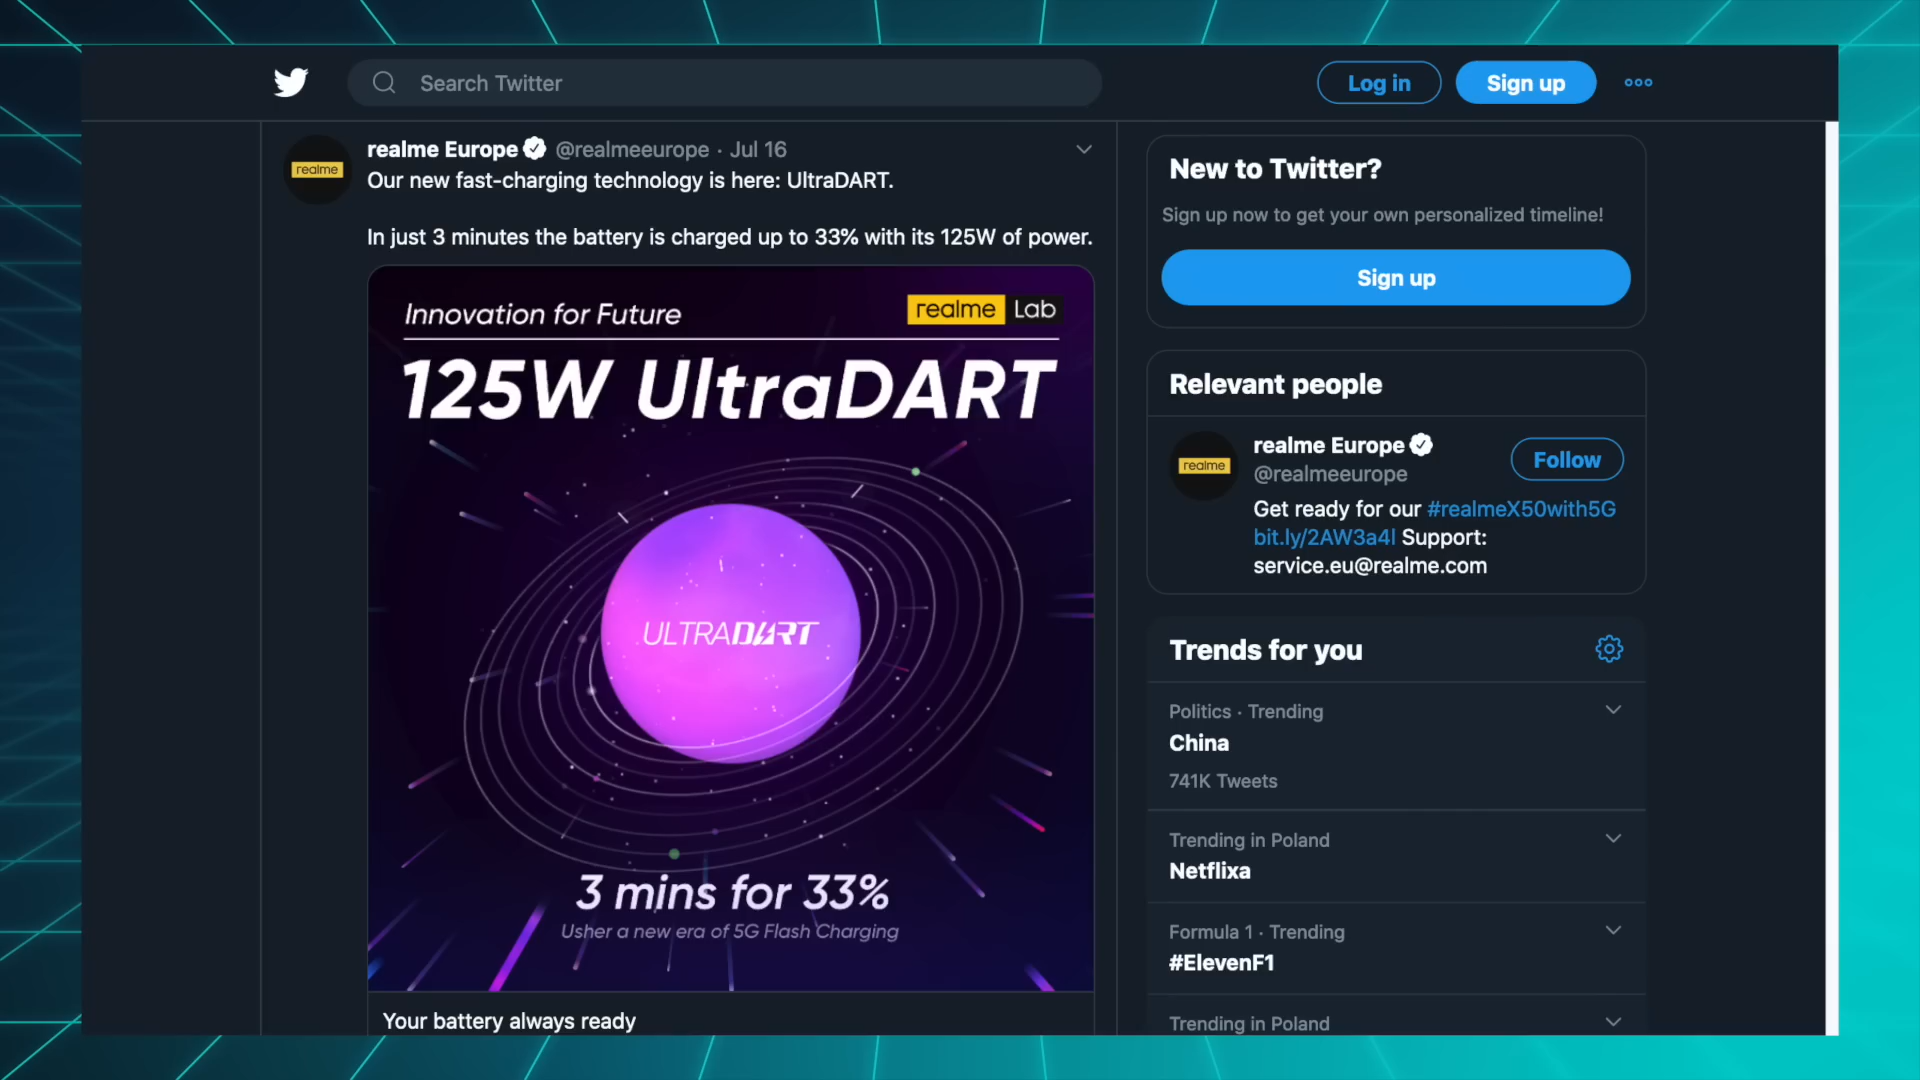 Search Twitter
Log in
Sign up
realme
realme Europe @realmeeurope · Jul 16
Our new fast-charging technology is here: UltraDART.
In just 3 minutes the battery is charged up to 33% with its 125W of power.
Innovation for Future
realme Lab
125W UltraDART
ULTRADART
3 mins for 33%
Usher a new era of 5G Flash Charging
Your battery always ready
New to Twitter?
Sign up now to get your own personalized timeline!
Sign up
Relevant people
realme
realme Europe
@realmeeurope
Follow
Get ready for our #realmeX50with5G
bit.ly/2AW3a4l Support:
service.eu@realme.com
Trends for you
Politics · Trending
China
741K Tweets
Trending in Poland
Netflixa
Formula 1 · Trending
#ElevenF1
Trending in Poland